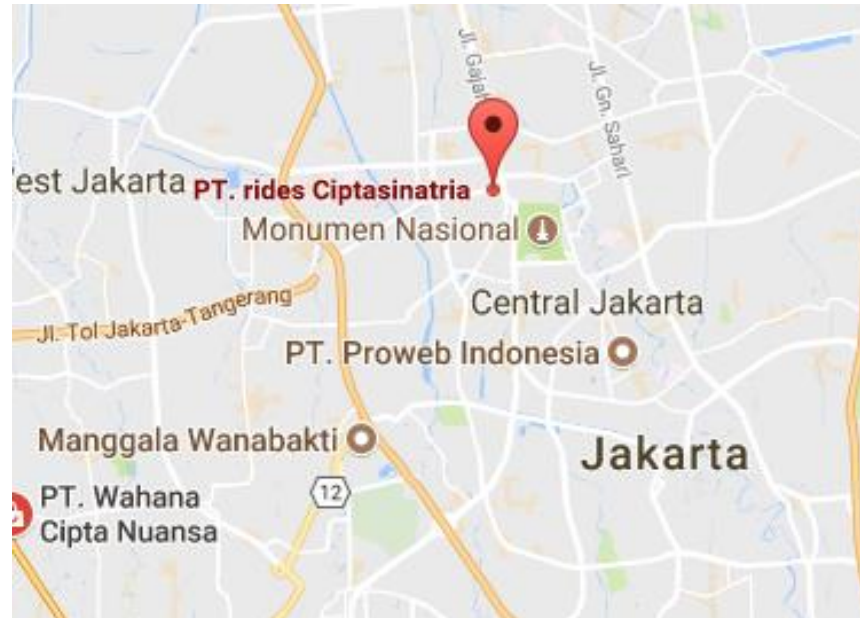 Jl. Gajah
Jl. Gn. Sahari
est Jakarta
PT. rides Ciptasinatria
Monumen Nasional
Central Jakarta
Jl. Tol Jakarta-Tangerang
PT. Proweb Indonesia
Manggala Wanabakti
Jakarta
12
PT. Wahana
Cipta Nuansa